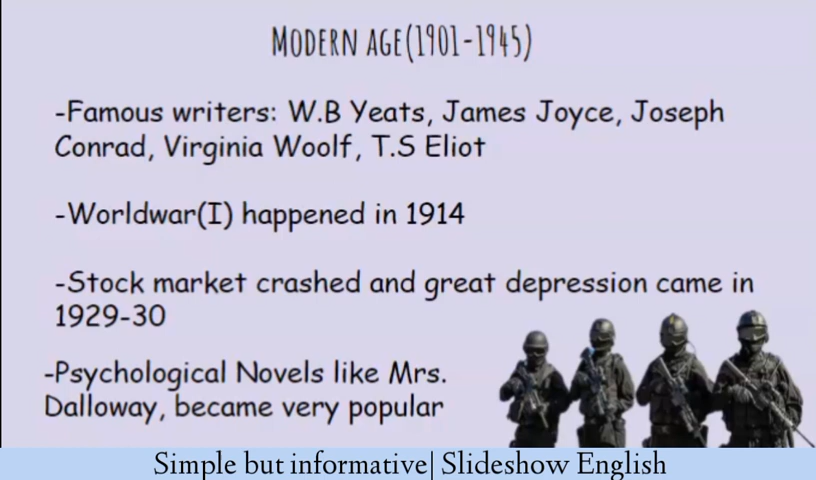 Modern age(1901-1945)
-Famous writers: W.B Yeats, James Joyce, Joseph
Conrad, Virginia Woolf, T.S Eliot
-Worldwar(I) happened in 1914
-Stock market crashed and great depression came in
1929-30
-Psychological Novels like Mrs.
Dalloway, became very popular
Simple but informative| Slideshow English